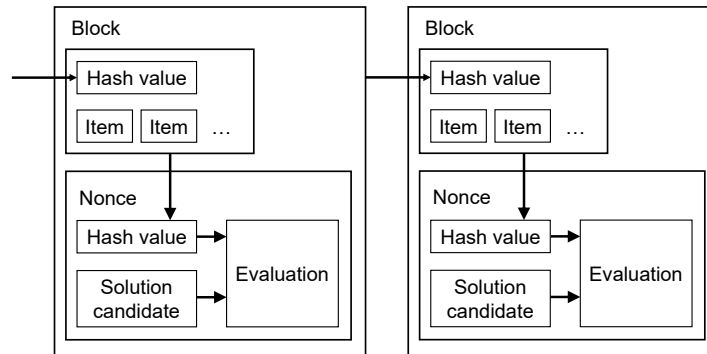 Block
Hash value
Item Item …
Nonce
Hash value
Solution
candidate
Evaluation
Block
Hash value
Item Item …
Nonce
Hash value
Solution
candidate
Evaluation